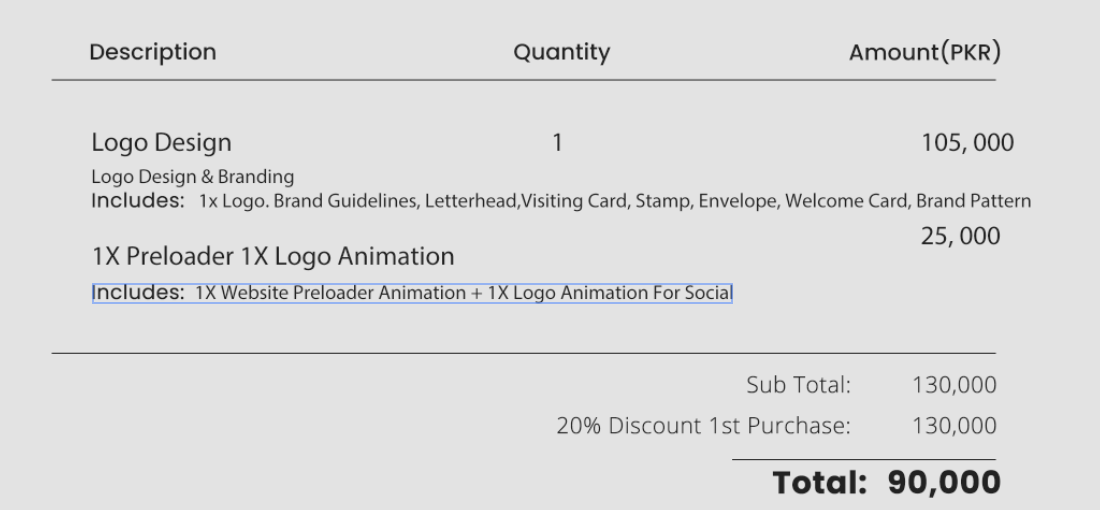 Description Quantity Amount(PKR)
Logo Design 1 105, 000
Logo Design & Branding
Includes: 1x Logo. Brand Guidelines, Letterhead,Visiting Card, Stamp, Envelope, Welcome Card, Brand Pattern
25, 000
1X Preloader 1X Logo Animation
Includes: 1X Website Preloader Animation + 1X Logo Animation For Social
Sub Total: 130,000
20% Discount 1st Purchase: 130,000
Total: 90,000